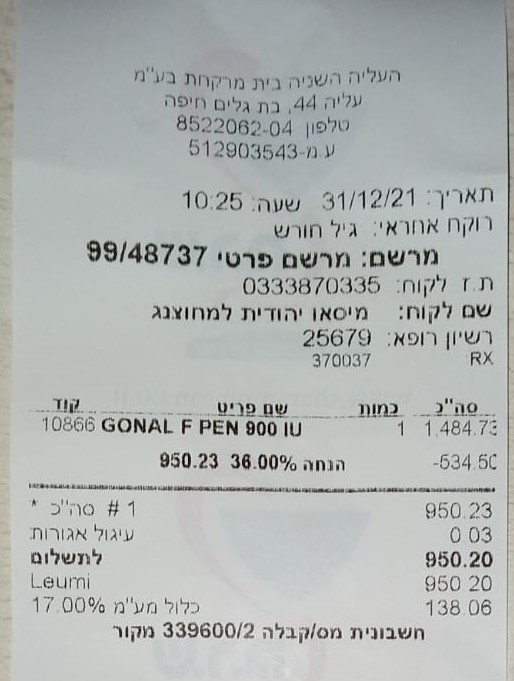 העליה השניה בית מרקחת בע"מ
עליה 44, בת גלים חיפה
טלפון 8522062-04
ע.מ-512903543
תאריך: 31/12/21 שעה: 10:25
רוקח אחראי: גיל חורש
מרשם: מרשם פרטי 99/48737
ת.ז לקוח: 0333870335
שם לקוח: מיסאו יהודית למחוצנג
רשיון רופא: 25679
RX 370037
סה"כ כמות שם פריט קוד
1,484.73 1 GONAL F PEN 900 IU 10866
-534.50 הנחה 36.00% 950.23
* סה"כ # 1 950.23
עיגול אגורות 0.03
לתשלום 950.20
Leumi 950.20
כלול מע"מ 17.00% 138.06
חשבונית מס/קבלה 339600/2 מקור